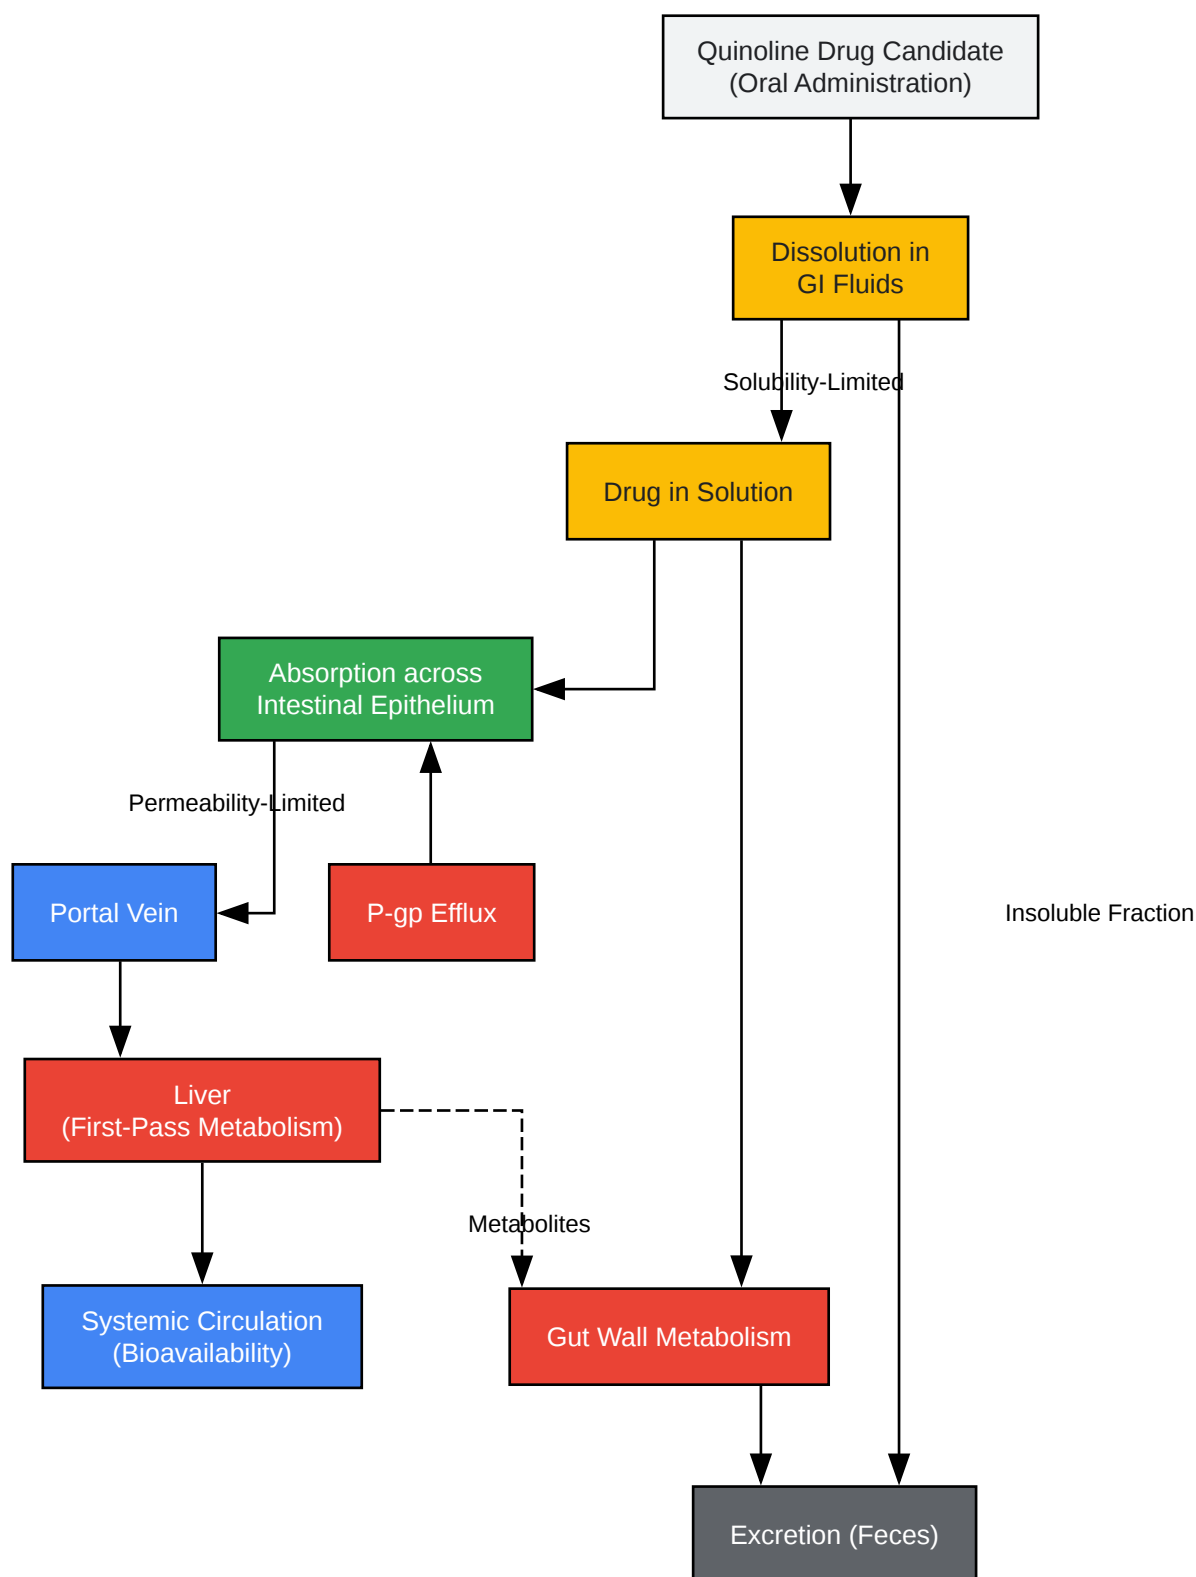 Quinoline Drug Candidate
(Oral Administration)
Dissolution in
GI Fluids
Solubility-Limited
Drug in Solution
Absorption across
Intestinal Epithelium
Permeability-Limited
Portal Vein
P-gp Efflux
Insoluble Fraction
Liver
(First-Pass Metabolism)
Metabolites
Systemic Circulation
(Bioavailability)
Gut Wall Metabolism
Excretion (Feces)